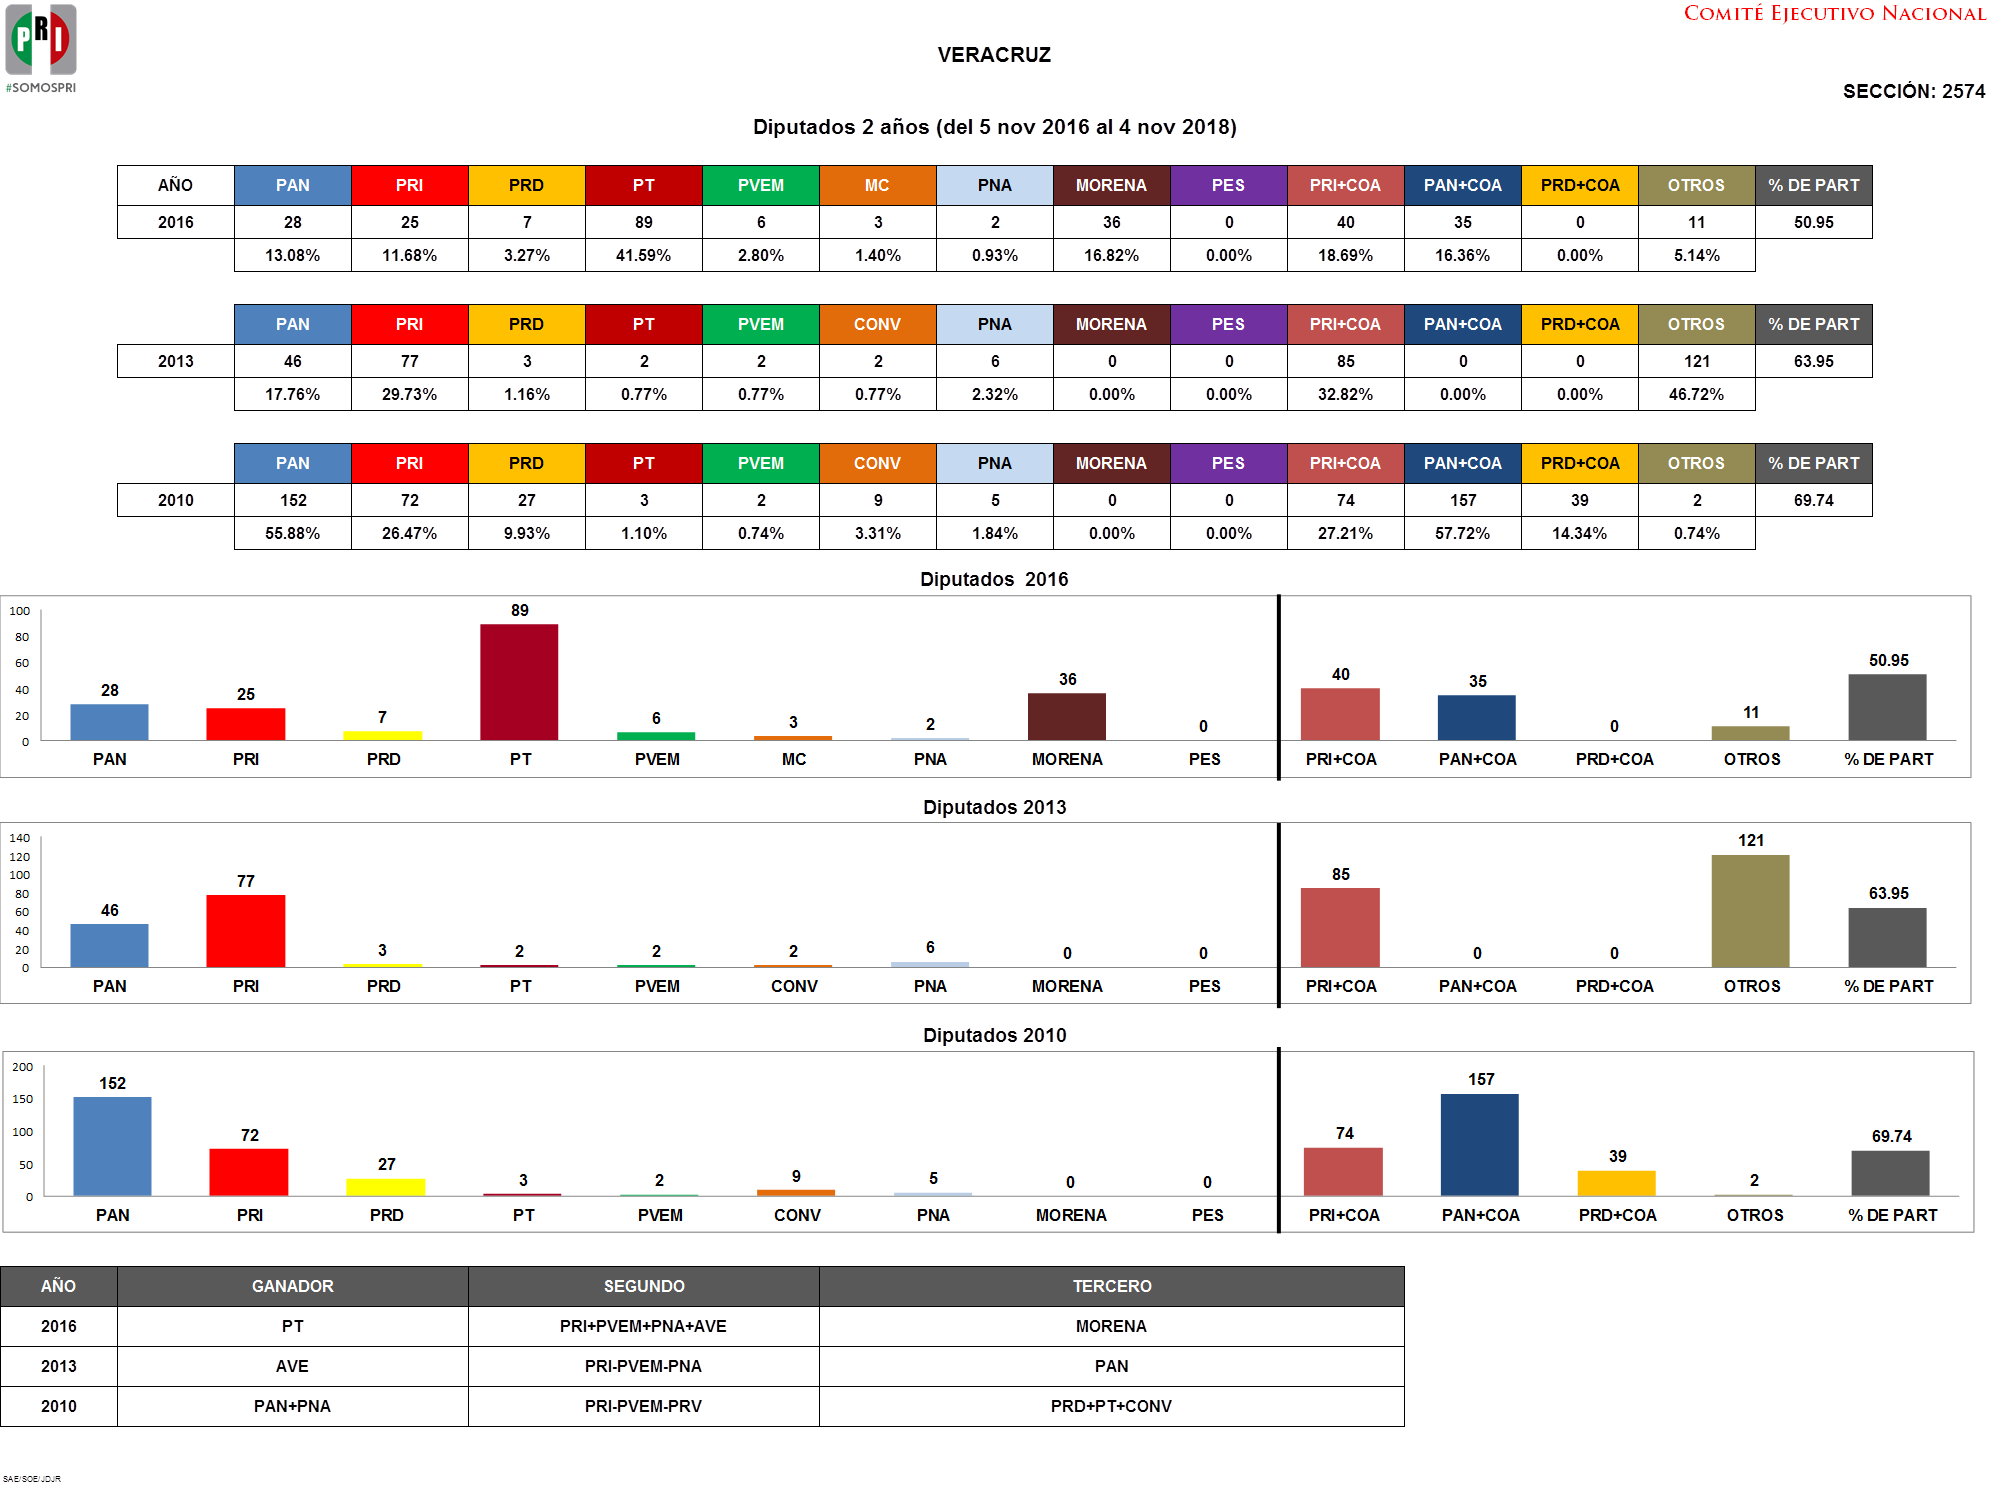 COMITÉ EJECUTIVO NACIONAL
PRI
#SOMOSPRI
VERACRUZ
SECCIÓN: 2574
Diputados 2 años (del 5 nov 2016 al 4 nov 2018)
AÑO PAN PRI PRD PT PVEM MC PNA MORENA PES PRI+COA PAN+COA PRD+COA OTROS % DE PART
2016 28 25 7 89 6 3 2 36 0 40 35 0 11 50.95
13.08% 11.68% 3.27% 41.59% 2.80% 1.40% 0.93% 16.82% 0.00% 18.69% 16.36% 0.00% 5.14%
PAN PRI PRD PT PVEM CONV PNA MORENA PES PRI+COA PAN+COA PRD+COA OTROS % DE PART
2013 46 77 3 2 2 2 6 0 0 85 0 0 121 63.95
17.76% 29.73% 1.16% 0.77% 0.77% 0.77% 2.32% 0.00% 0.00% 32.82% 0.00% 0.00% 46.72%
PAN PRI PRD PT PVEM CONV PNA MORENA PES PRI+COA PAN+COA PRD+COA OTROS % DE PART
2010 152 72 27 3 2 9 5 0 0 74 157 39 2 69.74
55.88% 26.47% 9.93% 1.10% 0.74% 3.31% 1.84% 0.00% 0.00% 27.21% 57.72% 14.34% 0.74%
Diputados 2016
100
80
60
40
20
0
28 25 7 89 6 3 2 36 0 40 35 0 11 50.95
PAN PRI PRD PT PVEM MC PNA MORENA PES PRI+COA PAN+COA PRD+COA OTROS % DE PART
Diputados 2013
140
120
100
80
60
40
20
0
46 77 3 2 2 2 6 0 0 85 0 0 121 63.95
PAN PRI PRD PT PVEM CONV PNA MORENA PES PRI+COA PAN+COA PRD+COA OTROS % DE PART
Diputados 2010
200
150
100
50
0
152 72 27 3 2 9 5 0 0 74 157 39 2 69.74
PAN PRI PRD PT PVEM CONV PNA MORENA PES PRI+COA PAN+COA PRD+COA OTROS % DE PART
AÑO GANADOR SEGUNDO TERCERO
2016 PT PRI+PVEM+PNA+AVE MORENA
2013 AVE PRI-PVEM-PNA PAN
2010 PAN+PNA PRI-PVEM-PRV PRD+PT+CONV
SAE/SOE/JDJR